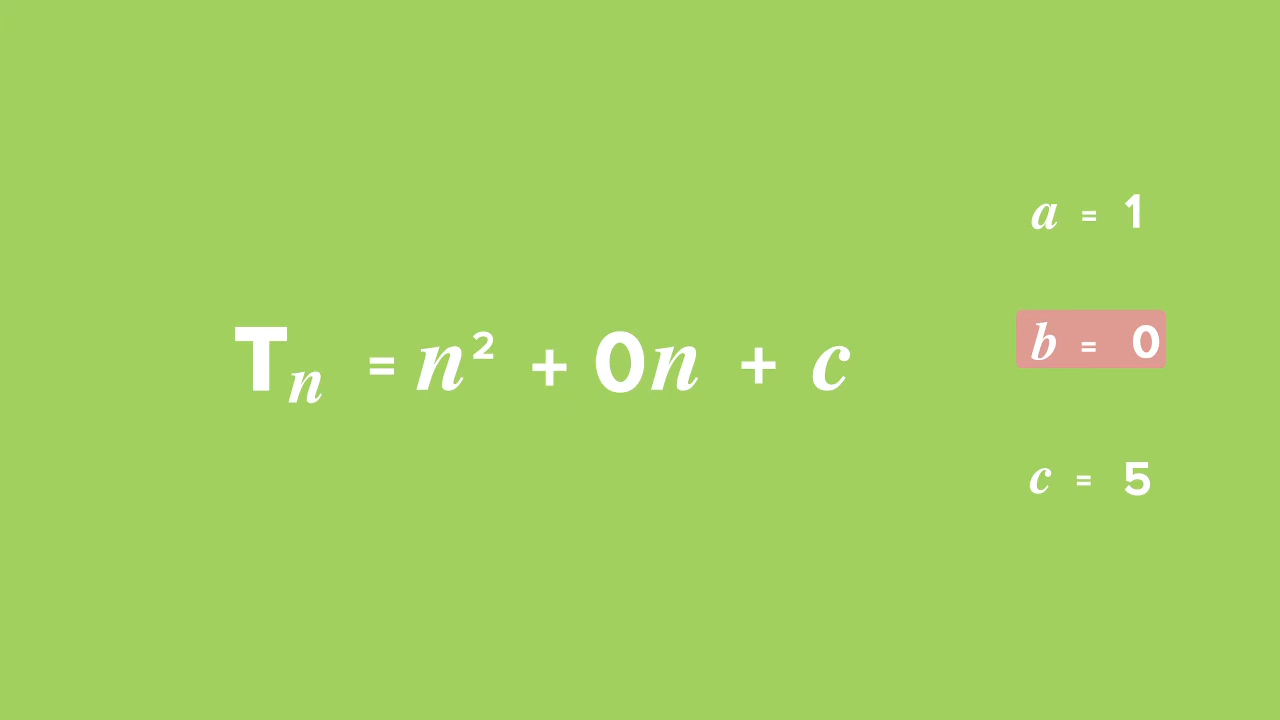 Tₙ = n² + 0n + c
a = 1
b = 0
c = 5